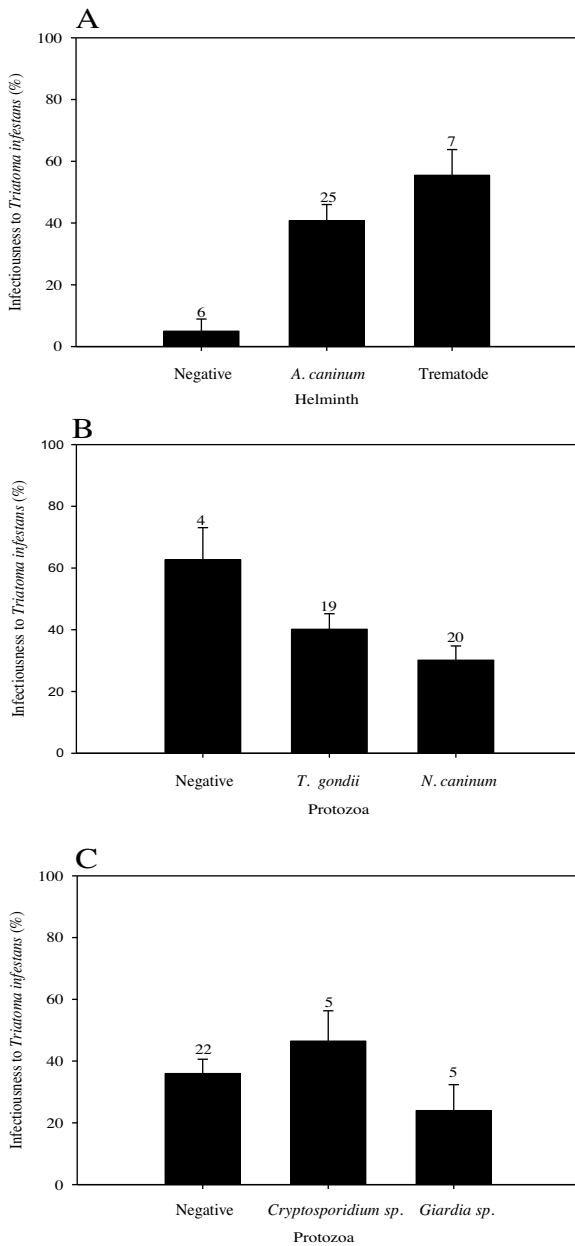 A
Infectiousness to Triatoma infestans (%)
100
80
60
40
20
0
6
25
7
Negative A. caninum Trematode
Helminth
B
Infectiousness to Triatoma infestans (%)
100
80
60
40
20
0
4
19
20
Negative T. gondii N. caninum
Protozoa
C
Infectiousness to Triatoma infestans (%)
100
80
60
40
20
0
22
5
5
Negative Cryptosporidium sp. Giardia sp.
Protozoa